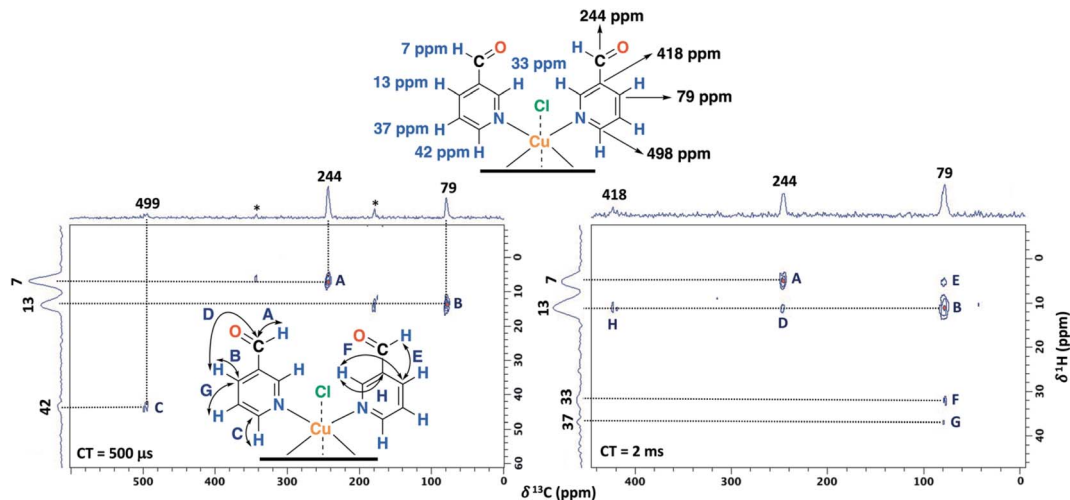 244 ppm
7 ppm H O H O
C C
33 ppm 418 ppm
13 ppm H H H H
Cl 79 ppm
37 ppm H N N H
Cu
42 ppm H H 498 ppm
499 * 244 * 79
7 A
13 B
42 C
0
10
20
30
40
50
60
500 400 300 200 100 0
CT = 500 µs
D A
O C H
B
H H
G
H N
C H
Cl
Cu
O C H
F E
H H
H
N H
H
δ ¹³C (ppm)
418 244 79
7 A E
13 H D B
33 F
37 G
0
10
20
30
40
δ ¹H (ppm)
400 300 200 100 0
CT = 2 ms